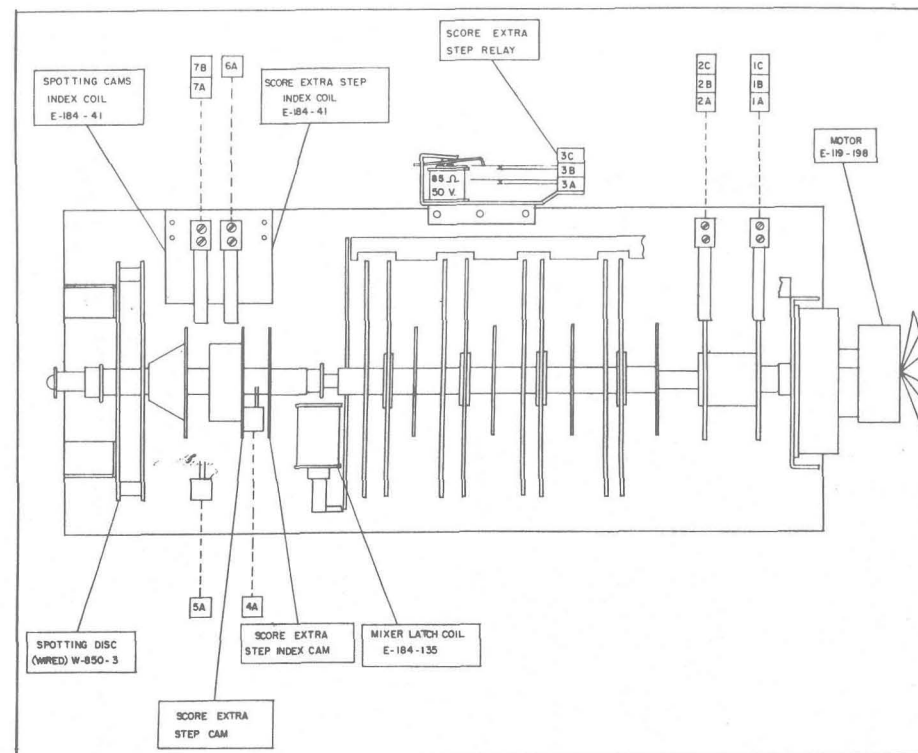 SCORE EXTRA
STEP RELAY
SPOTTING CAMS
INDEX COIL
E-184-41
7B
7A
6A
SCORE EXTRA STEP
INDEX COIL
E-184-41
2C
2B
2A
1C
1B
1A
MOTOR
E-119-198
85 Ω
50 V.
3C
3B
3A
5A
4A
SPOTTING DISC
(WIRED) W-850-3
SCORE EXTRA
STEP INDEX CAM
MIXER LATCH COIL
E-184-135
SCORE EXTRA
STEP CAM